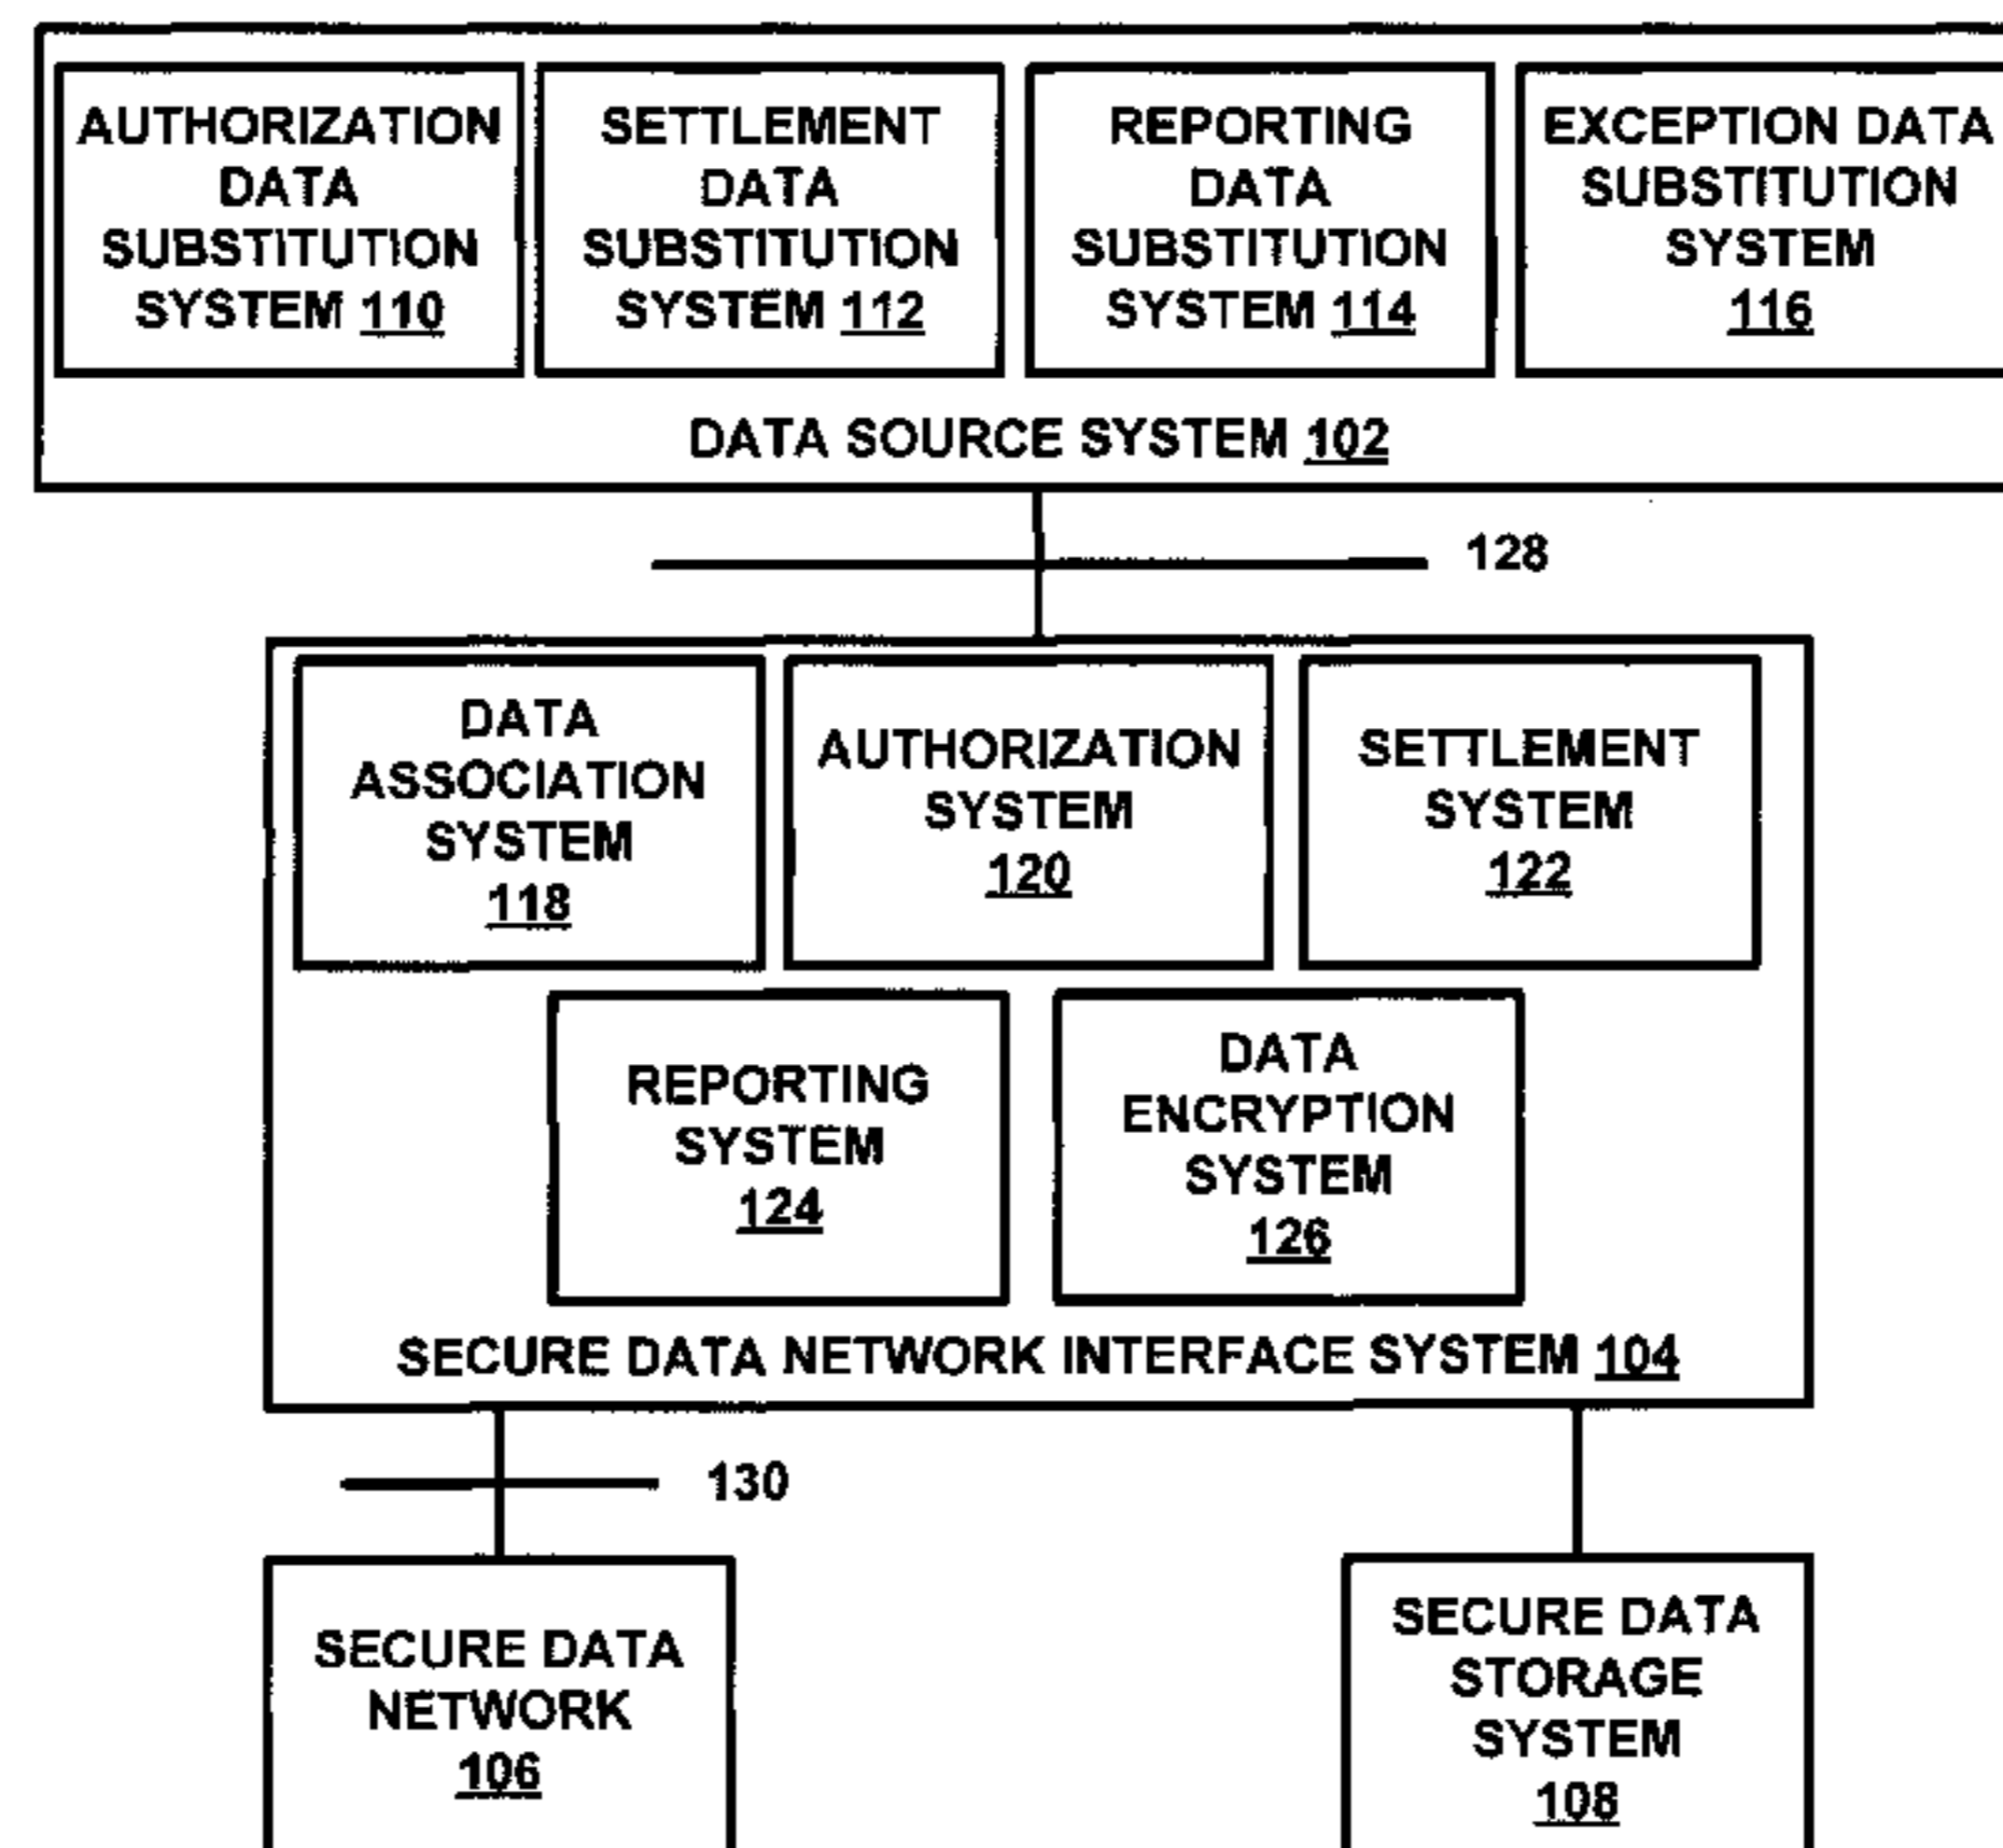 AUTHORIZATION
DATA
SUBSTITUTION
SYSTEM 110
SETTLEMENT
DATA
SUBSTITUTION
SYSTEM 112
REPORTING
DATA
SUBSTITUTION
SYSTEM 114
EXCEPTION DATA
SUBSTITUTION
SYSTEM
116
DATA SOURCE SYSTEM 102
128
DATA
ASSOCIATION
SYSTEM
118
AUTHORIZATION
SYSTEM
120
SETTLEMENT
SYSTEM
122
REPORTING
SYSTEM
124
DATA
ENCRYPTION
SYSTEM
126
SECURE DATA NETWORK INTERFACE SYSTEM 104
130
SECURE DATA
NETWORK
106
SECURE DATA
STORAGE
SYSTEM
108